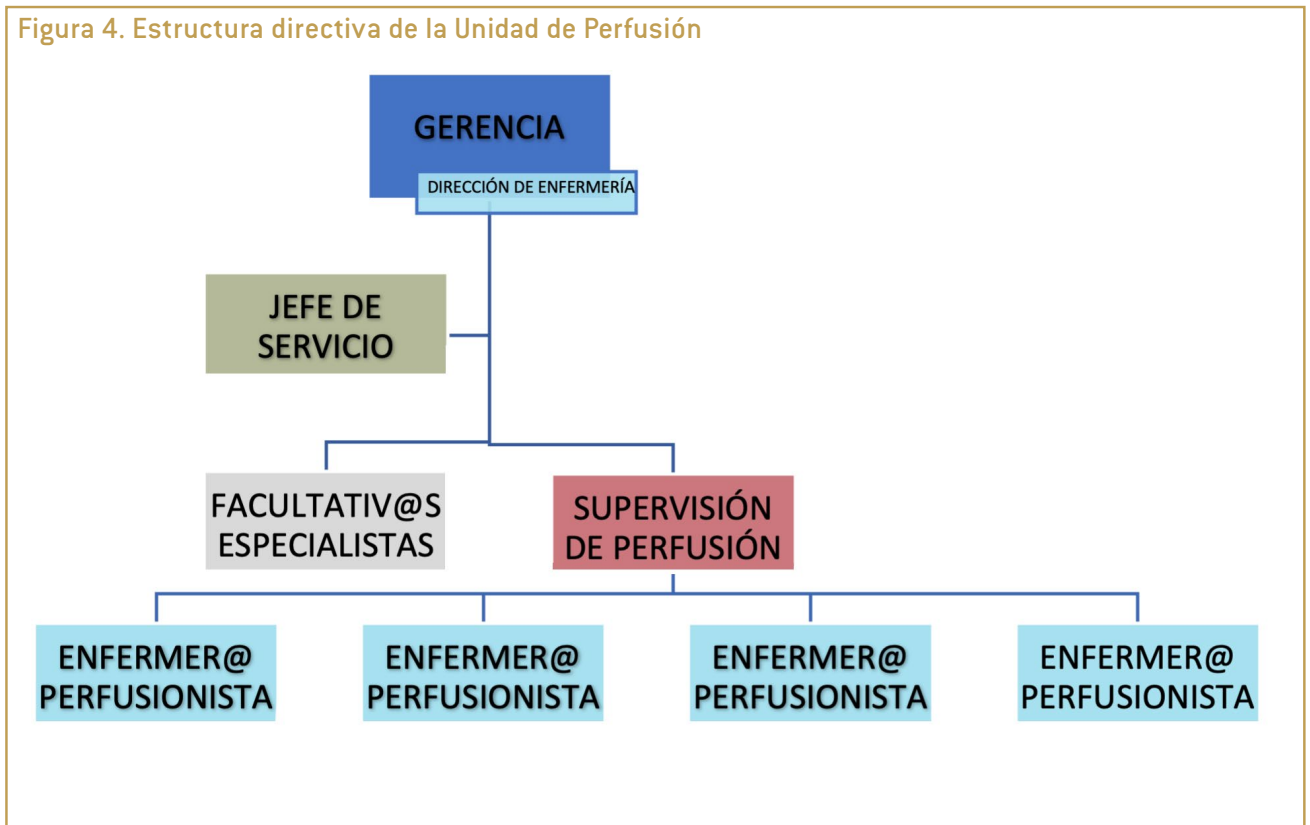 Figura 4. Estructura directiva de la Unidad de Perfusión
GERENCIA
DIRECCIÓN DE ENFERMERÍA
JEFE DE
SERVICIO
FACULTATIV@S
ESPECIALISTAS
SUPERVISIÓN
DE PERFUSIÓN
ENFERMER@
PERFUSIONISTA
ENFERMER@
PERFUSIONISTA
ENFERMER@
PERFUSIONISTA
ENFERMER@
PERFUSIONISTA